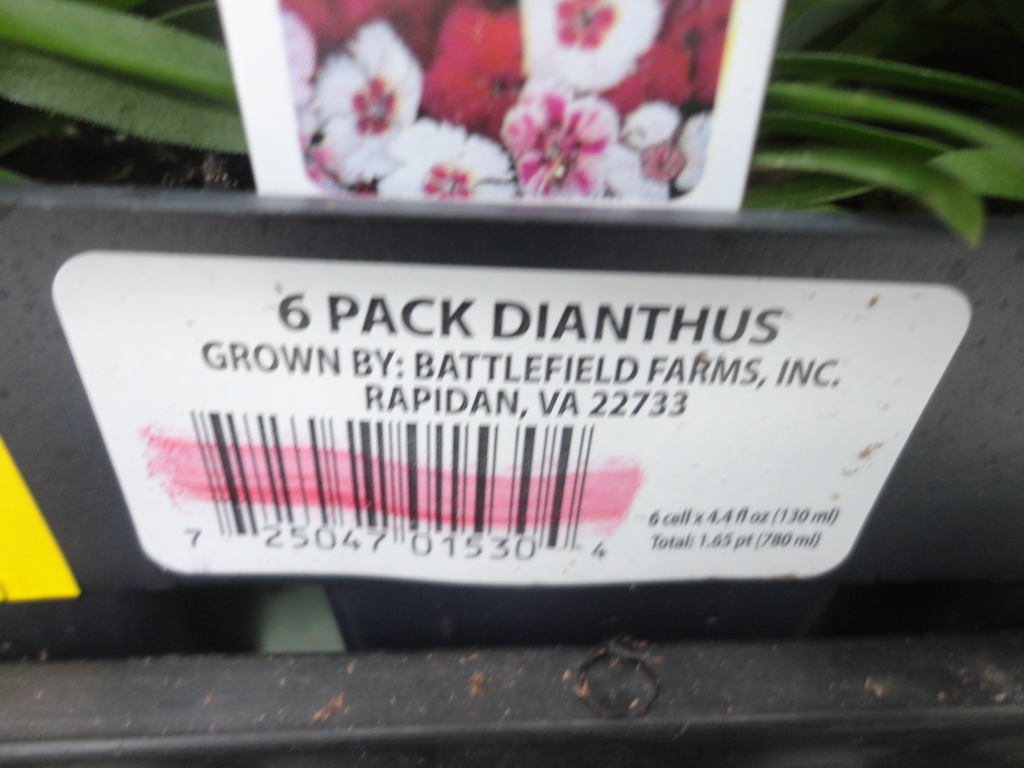 6 PACK DIANTHUS
GROWN BY: BATTLEFIELD FARMS, INC.
RAPIDAN, VA 22733
7 25047 01530 4
6 cell x 4.4 fl oz (130 ml)
Total: 1.65 pt (780 ml)